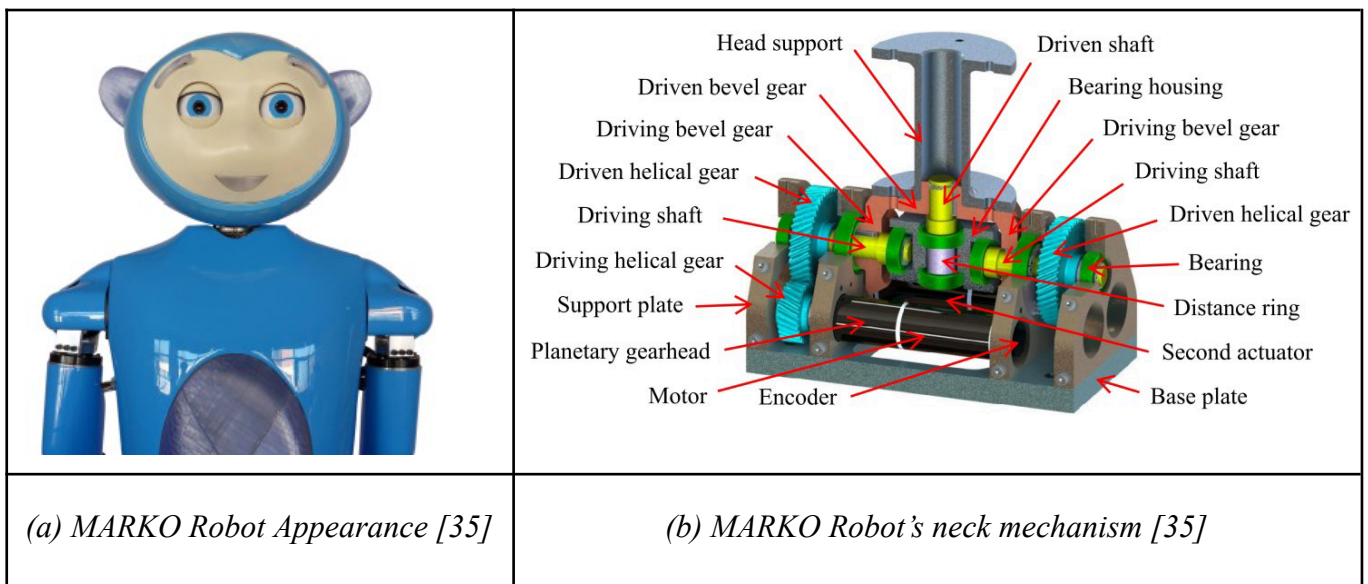 Head support
Driven bevel gear
Driving bevel gear
Driven helical gear
Driving shaft
Driving helical gear
Support plate
Planetary gearhead
Motor
Encoder
Driven shaft
Bearing housing
Driving bevel gear
Driving shaft
Driven helical gear
Bearing
Distance ring
Second actuator
Base plate
(a) MARKO Robot Appearance [35]
(b) MARKO Robot’s neck mechanism [35]